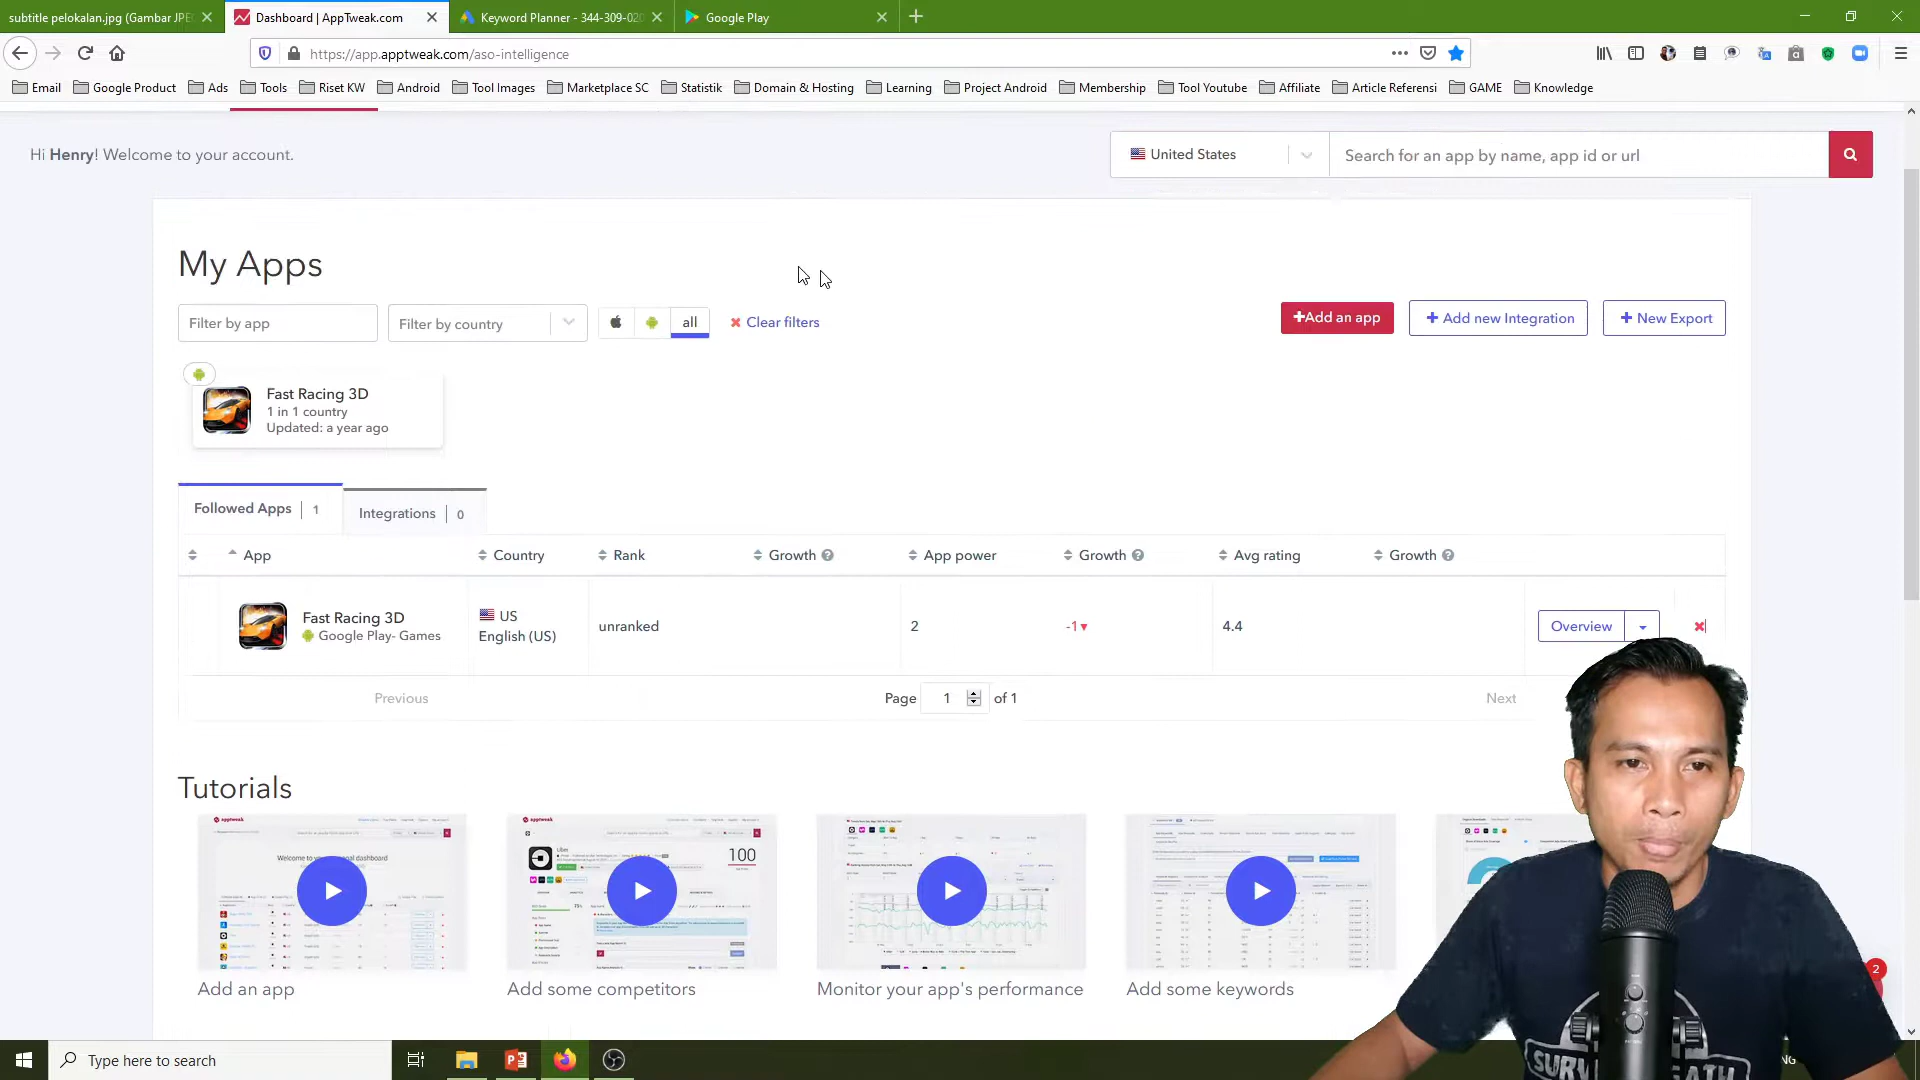 subtitle pelokalan.jpg (Gambar JPE
Dashboard | AppTweak.com
Keyword Planner - 344-309-020
Google Play
https://app.apptweak.com/aso-intelligence
Email
Google Product
Ads
Tools
Riset KW
Android
Tool Images
Marketplace SC
Statistik
Domain & Hosting
Learning
Project Android
Membership
Tool Youtube
Affiliate
Article Referensi
GAME
Knowledge
Hi Henry! Welcome to your account.
United States
Search for an app by name, app id or url
My Apps
Filter by app
Filter by country
all
Clear filters
+Add an app
+ Add new Integration
+ New Export
Fast Racing 3D
1 in 1 country
Updated: a year ago
Followed Apps | 1
Integrations | 0
App
Country
Rank
Growth
App power
Growth
Avg rating
Growth
Fast Racing 3D
Google Play- Games
US
English (US)
unranked
2
-1
4.4
Overview
Previous
Page 1 of 1
Next
Tutorials
apptweak
Uber
100
Add an app
Add some competitors
Monitor your app's performance
Add some keywords
2
Type here to search